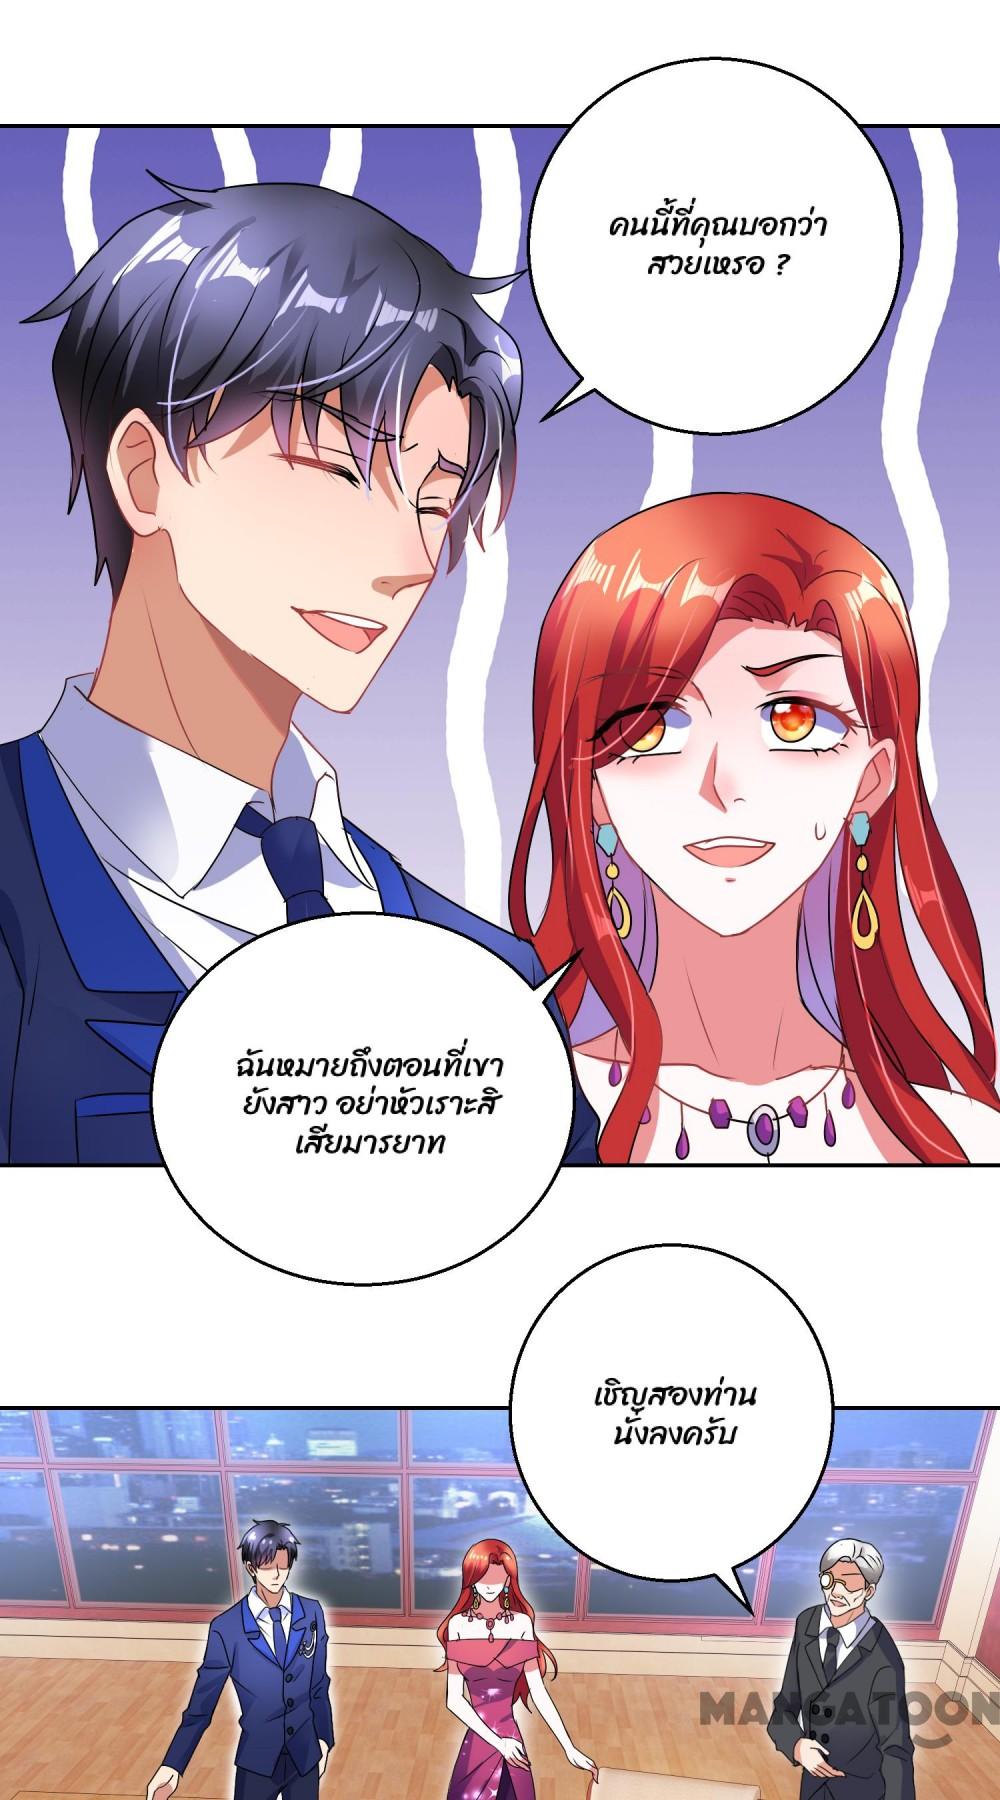 คนนี้ที่คุณบอกว่า
สวยเหรอ ?
ฉันหมายถึงตอนที่เขา
ยังสาว อย่าหัวเราะสิ
เสียมารยาท
เชิญสองท่าน
นั่งลงครับ
MANGATOON